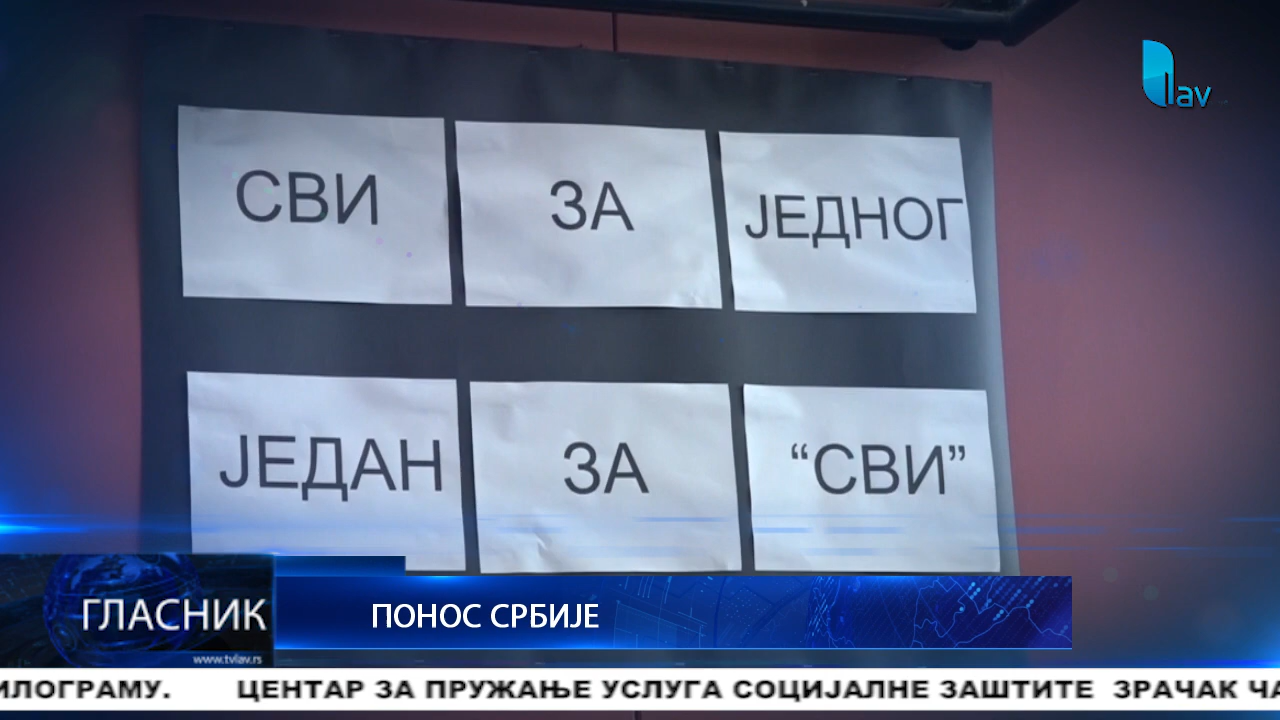 lav
СВИ ЗА ЈЕДНОГ
ЈЕДАН ЗА “СВИ”
ГЛАСНИК
ПОНОС СРБИЈЕ
www.tvlav.rs
ЦЕНТАР ЗА ПРУЖАЊЕ УСЛУГА СОЦИЈАЛНЕ ЗАШТИТЕ ЗРАЧАК